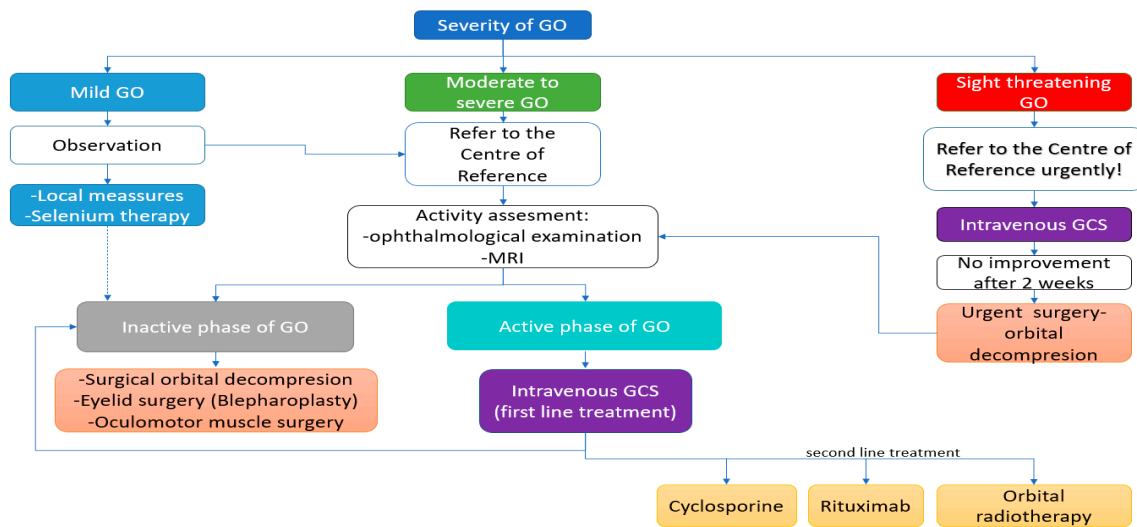 Severity of GO
Mild GO
Moderate to
severe GO
Sight threatening
GO
Observation
Refer to the
Centre of
Reference
Refer to the Centre of
Reference urgently!
-Local meassures
-Selenium therapy
Activity assesment:
-ophthalmological examination
-MRI
Intravenous GCS
No improvement
after 2 weeks
Urgent surgery-
orbital
decompresion
Inactive phase of GO
Active phase of GO
-Surgical orbital decompresion
-Eyelid surgery (Blepharoplasty)
-Oculomotor muscle surgery
Intravenous GCS
(first line treatment)
second line treatment
Cyclosporine
Rituximab
Orbital
radiotherapy